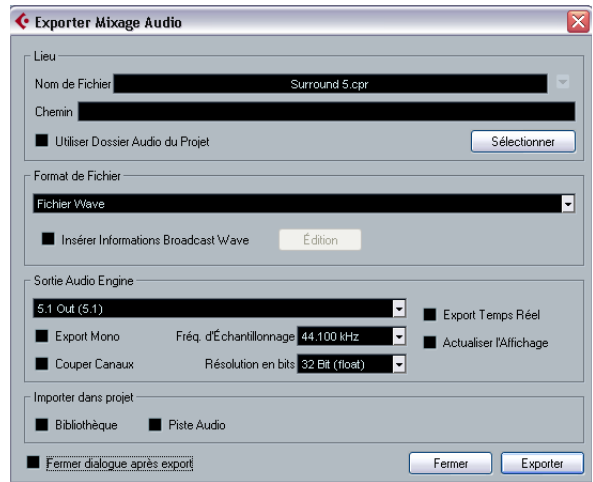 Exporter Mixage Audio
Lieu
Nom de Fichier Surround 5.cpr
Chemin
Utiliser Dossier Audio du Projet Sélectionner
Format de Fichier
Fichier Wave
Insérer Informations Broadcast Wave Édition
Sortie Audio Engine
5.1 Out (5.1) Export Temps Réel
Export Mono Fréq. d'Échantillonnage 44.100 kHz Actualiser l'Affichage
Couper Canaux Résolution en bits 32 Bit (float)
Importer dans projet
Bibliothèque Piste Audio
Fermer dialogue après export Fermer Exporter